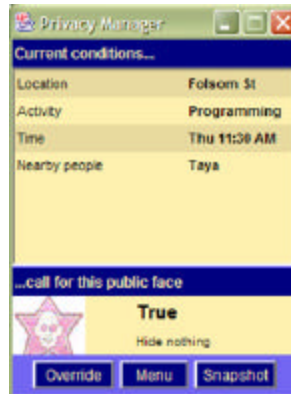 Privacy Manager
Current conditions...
Location Folsom St
Activity Programming
Time Thu 11:30 AM
Nearby people Taya
...call for this public face
True
Hide nothing
Override Menu Snapshot